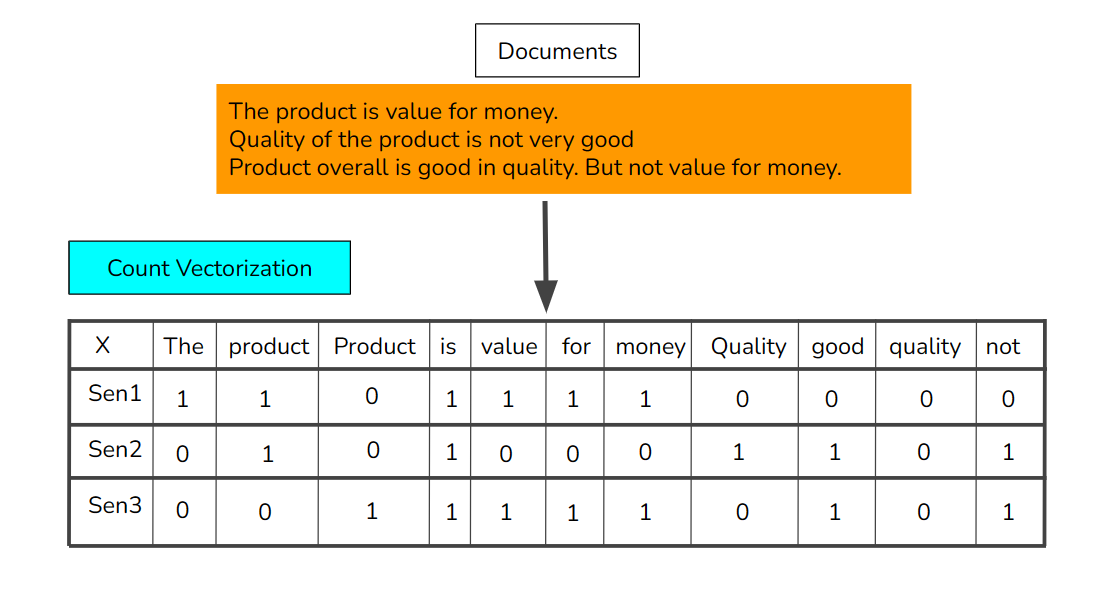 Documents
The product is value for money.
Quality of the product is not very good
Product overall is good in quality. But not value for money.
Count Vectorization
X The product Product is value for money Quality good quality not
Sen1 1 1 0 1 1 1 1 0 0 0 0
Sen2 0 1 0 1 0 0 0 1 1 0 1
Sen3 0 0 1 1 1 1 1 0 1 0 1